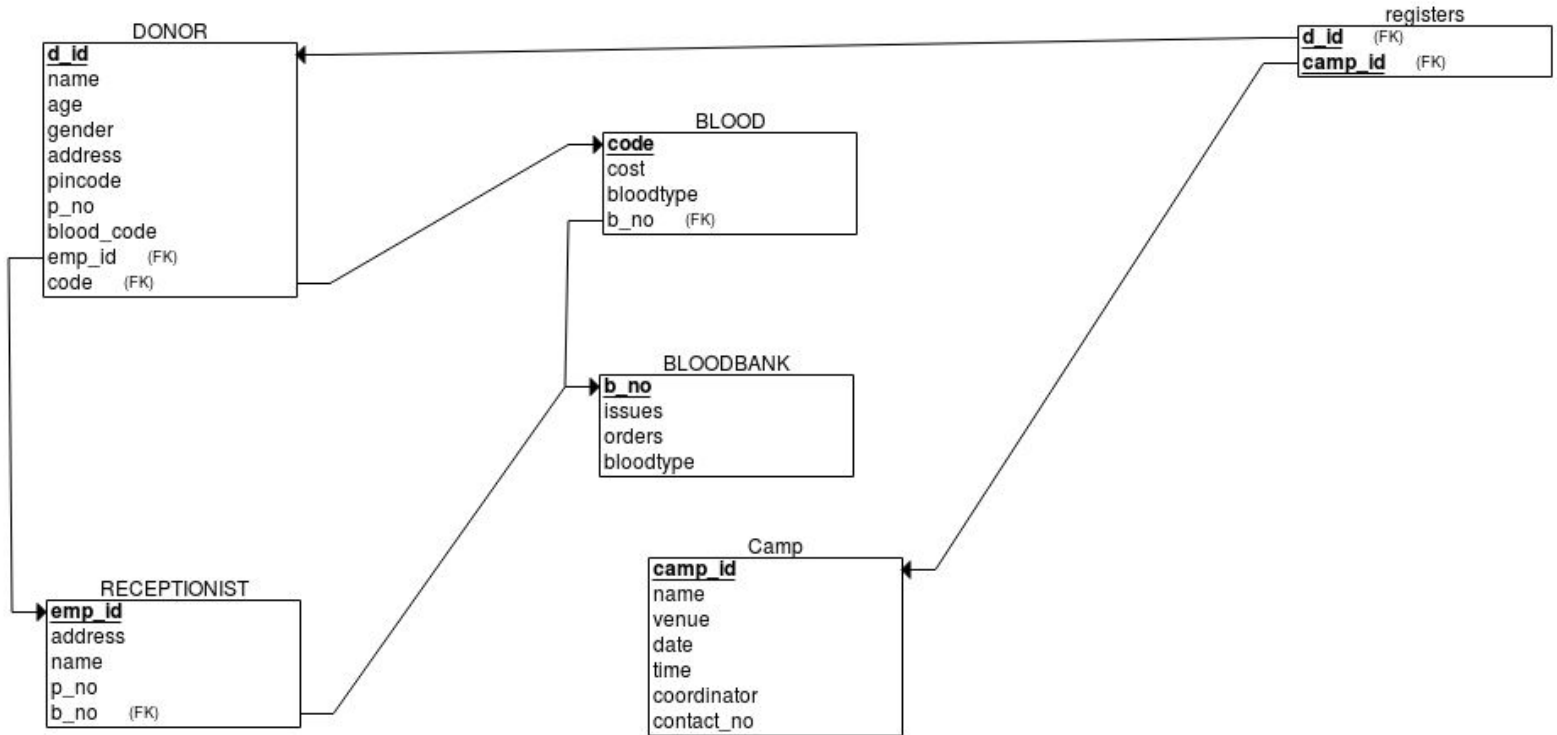 DONOR
d_id
name
age
gender
address
pincode
p_no
blood_code
emp_id (FK)
code (FK)
registers
d_id (FK)
camp_id (FK)
BLOOD
code
cost
bloodtype
b_no (FK)
BLOODBANK
b_no
issues
orders
bloodtype
RECEPTIONIST
emp_id
address
name
p_no
b_no (FK)
Camp
camp_id
name
venue
date
time
coordinator
contact_no